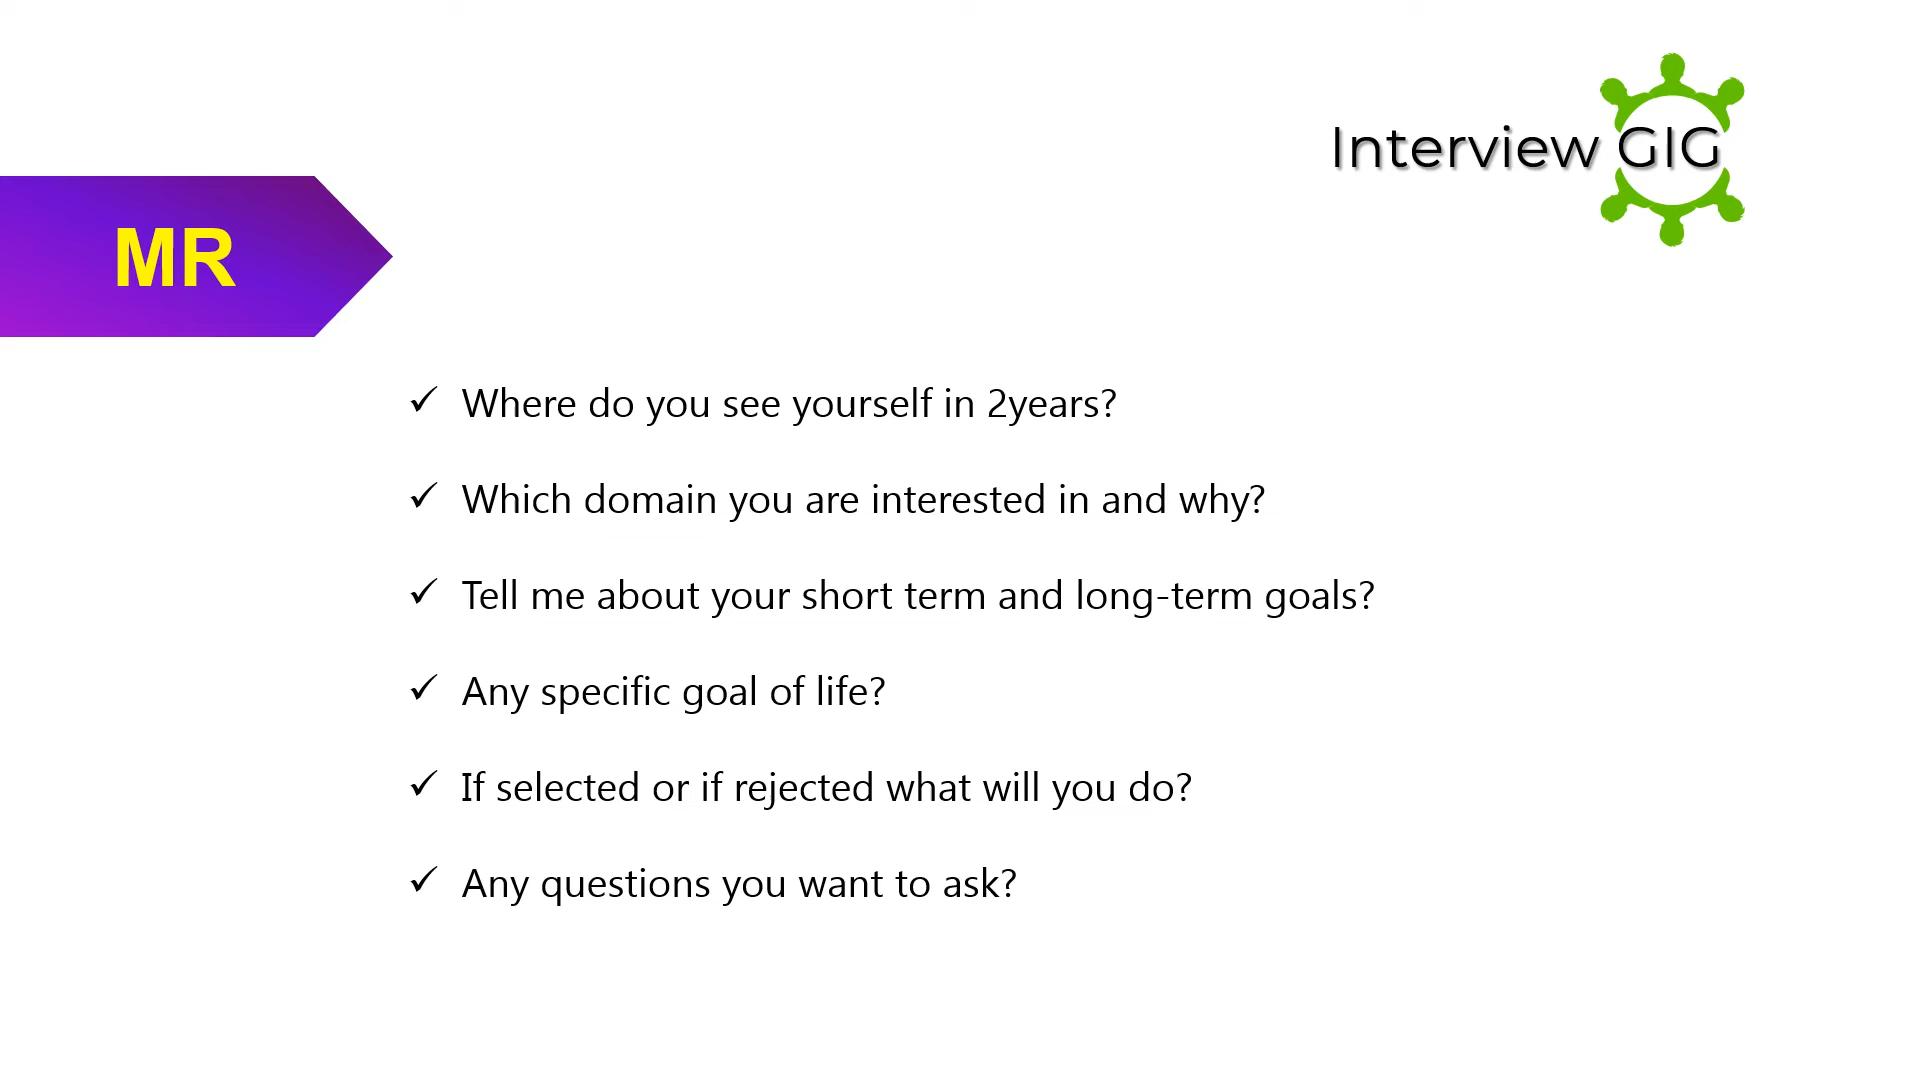 Interview GIG
MR
Where do you see yourself in 2years?
Which domain you are interested in and why?
Tell me about your short term and long-term goals?
Any specific goal of life?
If selected or if rejected what will you do?
Any questions you want to ask?